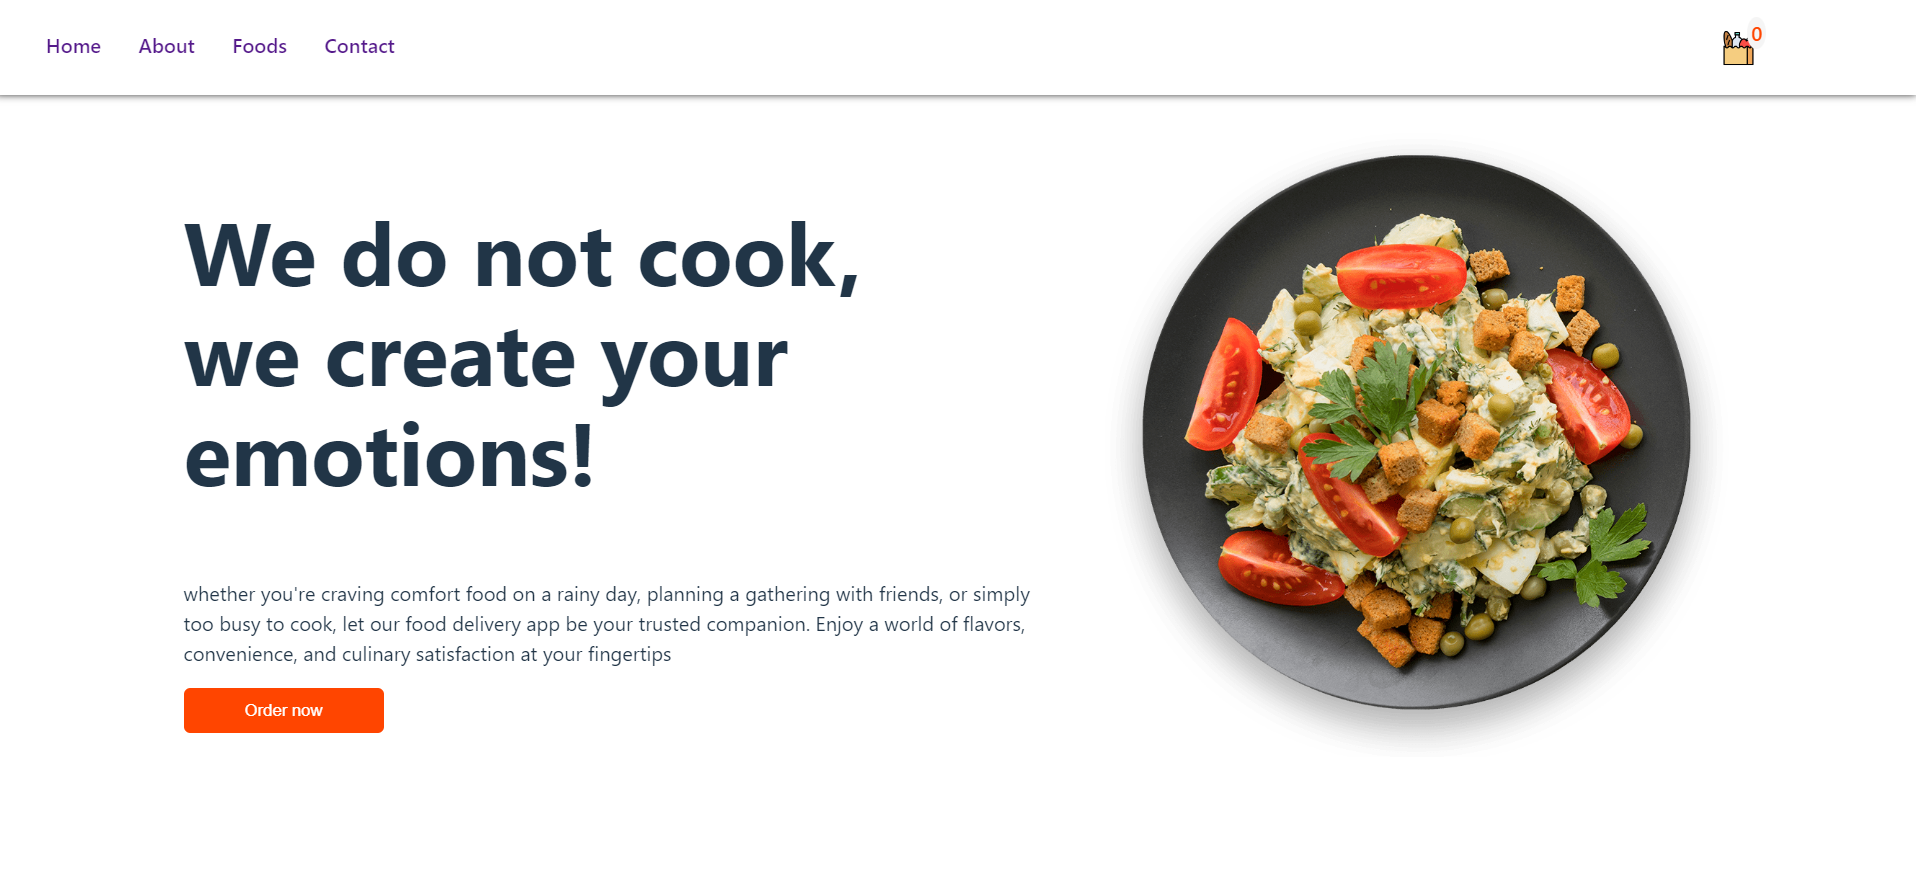 Home About Foods Contact 0
We do not cook,
we create your
emotions!
whether you're craving comfort food on a rainy day, planning a gathering with friends, or simply
too busy to cook, let our food delivery app be your trusted companion. Enjoy a world of flavors,
convenience, and culinary satisfaction at your fingertips
Order now